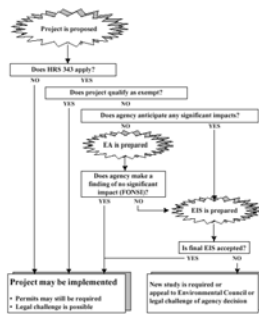 Project is proposed
Does HRS 343 apply?
NO
YES
Does project qualify as exempt?
YES
NO
Does agency anticipate any significant impacts?
NO
YES
EA is prepared
Does agency make a
finding of no significant
impact (FONSI)?
YES
NO
EIS is prepared
Is final EIS accepted?
YES
NO
Project may be implemented
• Permits may still be required
• Legal challenge is possible
New study is required or
appeal to Environmental Council or
legal challenge of agency decision